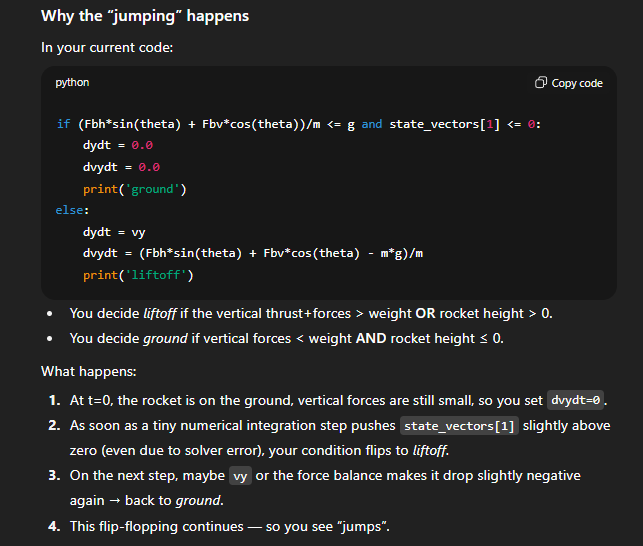 Why the “jumping” happens
In your current code:
python
Copy code
if (Fbh*sin(theta) + Fbv*cos(theta))/m <= g and state_vectors[1] <= 0:
dydt = 0.0
dvydt = 0.0
print('ground')
else:
dydt = vy
dvydt = (Fbh*sin(theta) + Fbv*cos(theta) - m*g)/m
print('liftoff')
• You decide liftoff if the vertical thrust+forces > weight OR rocket height > 0.
• You decide ground if vertical forces < weight AND rocket height ≤ 0.
What happens:
1. At t=0, the rocket is on the ground, vertical forces are still small, so you set dvydt=0.
2. As soon as a tiny numerical integration step pushes state_vectors[1] slightly above
zero (even due to solver error), your condition flips to liftoff.
3. On the next step, maybe vy or the force balance makes it drop slightly negative
again → back to ground.
4. This flip-flopping continues — so you see “jumps”.